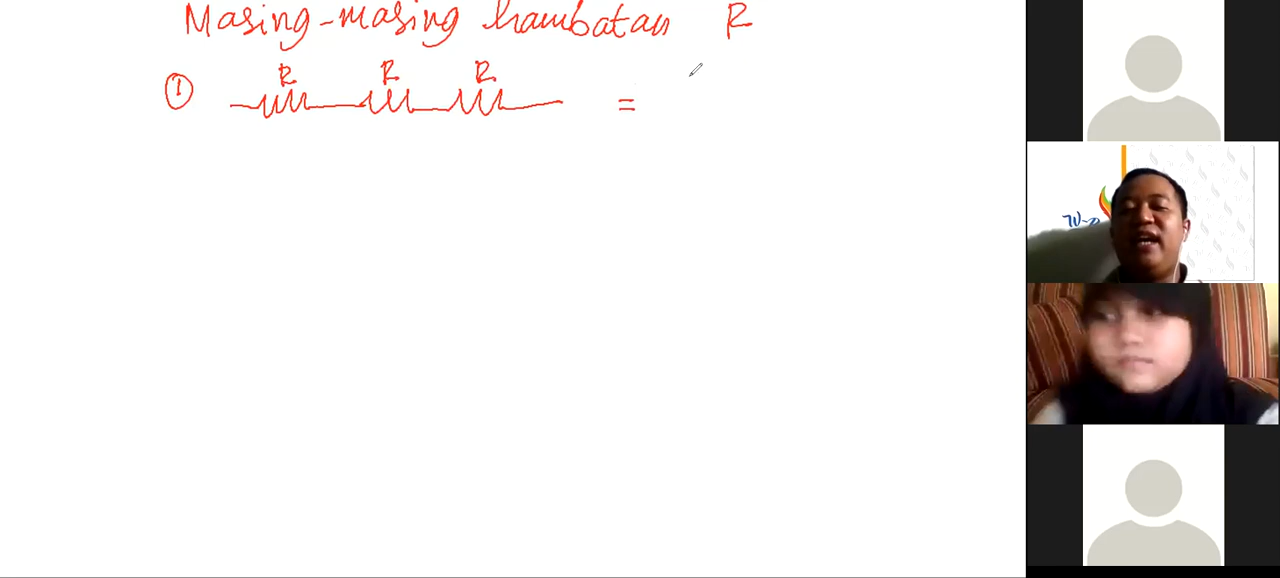 Masing-masing hambatan R
① R R R =